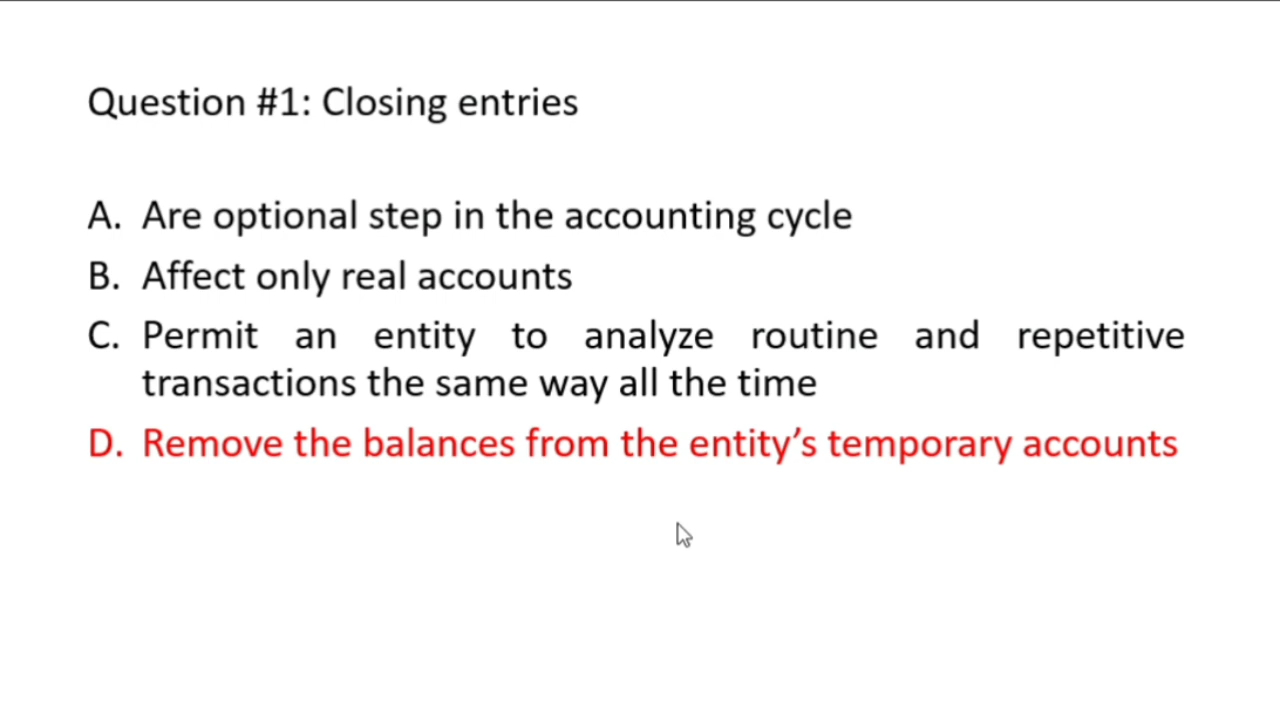 Question #1: Closing entries
A. Are optional step in the accounting cycle
B. Affect only real accounts
C. Permit an entity to analyze routine and repetitive
transactions the same way all the time
D. Remove the balances from the entity’s temporary accounts